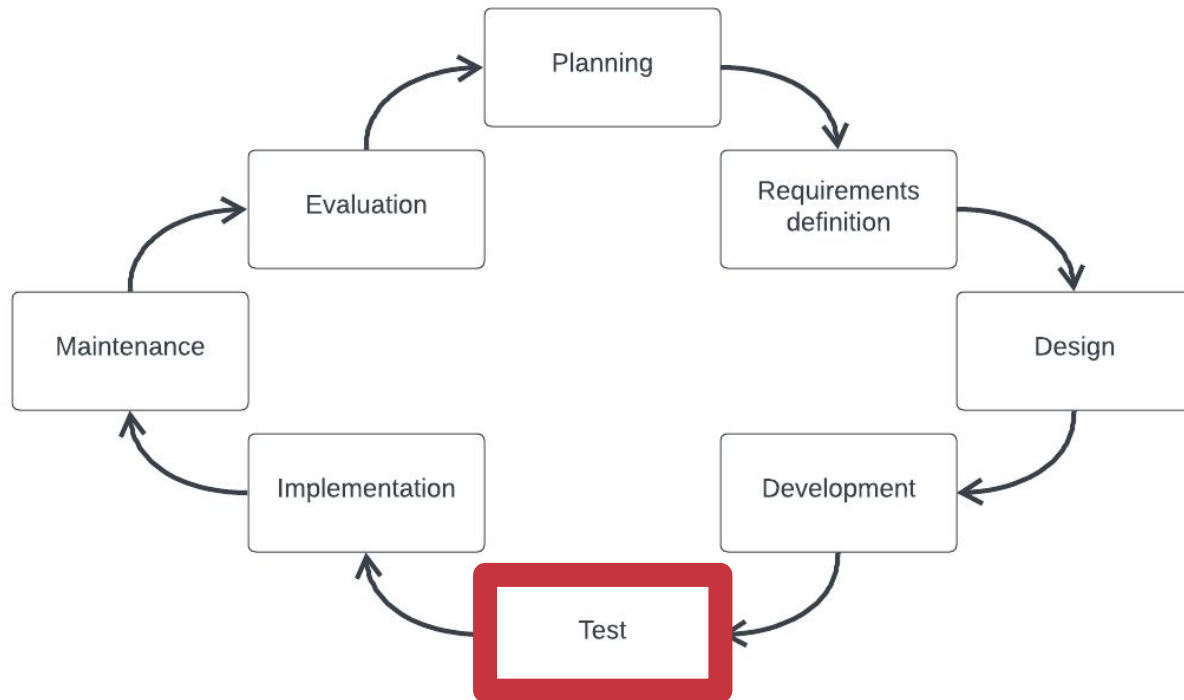 Planning
Requirements
definition
Design
Development
Test
Implementation
Maintenance
Evaluation